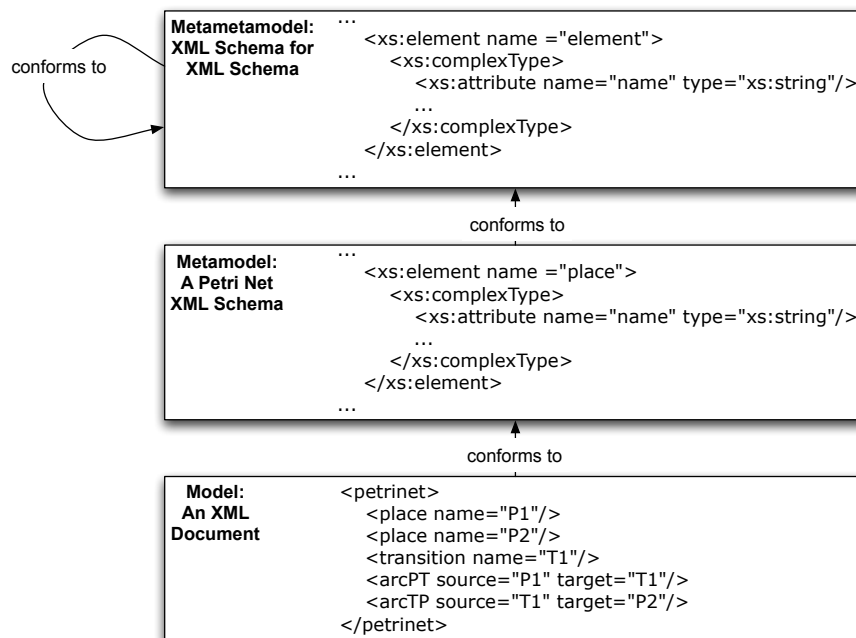 Metametamodel:
XML Schema for
XML Schema
conforms to
...
<xs:element name ="element">
<xs:complexType>
<xs:attribute name="name" type="xs:string"/>
...
</xs:complexType>
</xs:element>
...
conforms to
Metamodel:
A Petri Net
XML Schema
...
<xs:element name ="place">
<xs:complexType>
<xs:attribute name="name" type="xs:string"/>
...
</xs:complexType>
</xs:element>
...
conforms to
Model:
An XML
Document
<petrinet>
<place name="P1"/>
<place name="P2"/>
<transition name="T1"/>
<arcPT source="P1" target="T1"/>
<arcTP source="T1" target="P2"/>
</petrinet>